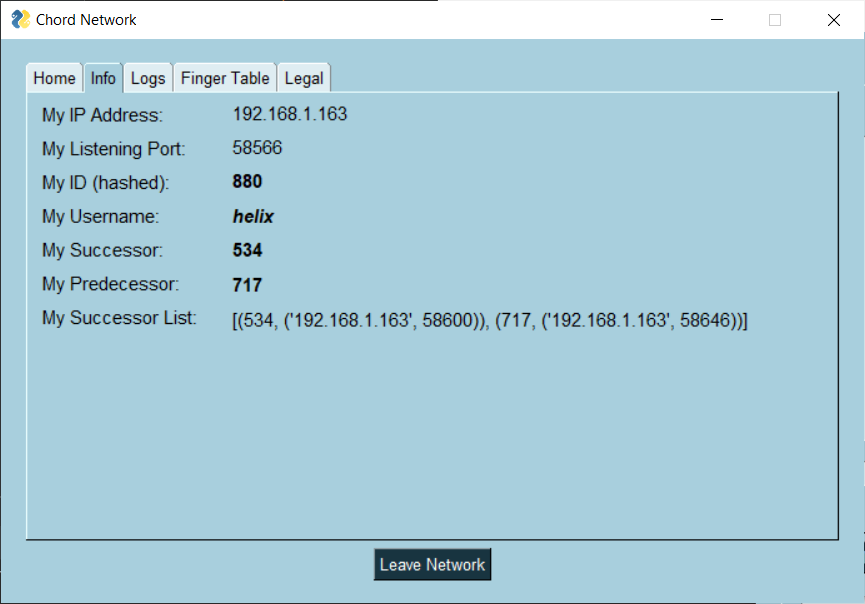 Chord Network
Home Info Logs Finger Table Legal
My IP Address: 192.168.1.163
My Listening Port: 58566
My ID (hashed): 880
My Username: helix
My Successor: 534
My Predecessor: 717
My Successor List: [(534, ('192.168.1.163', 58600)), (717, ('192.168.1.163', 58646))]
Leave Network